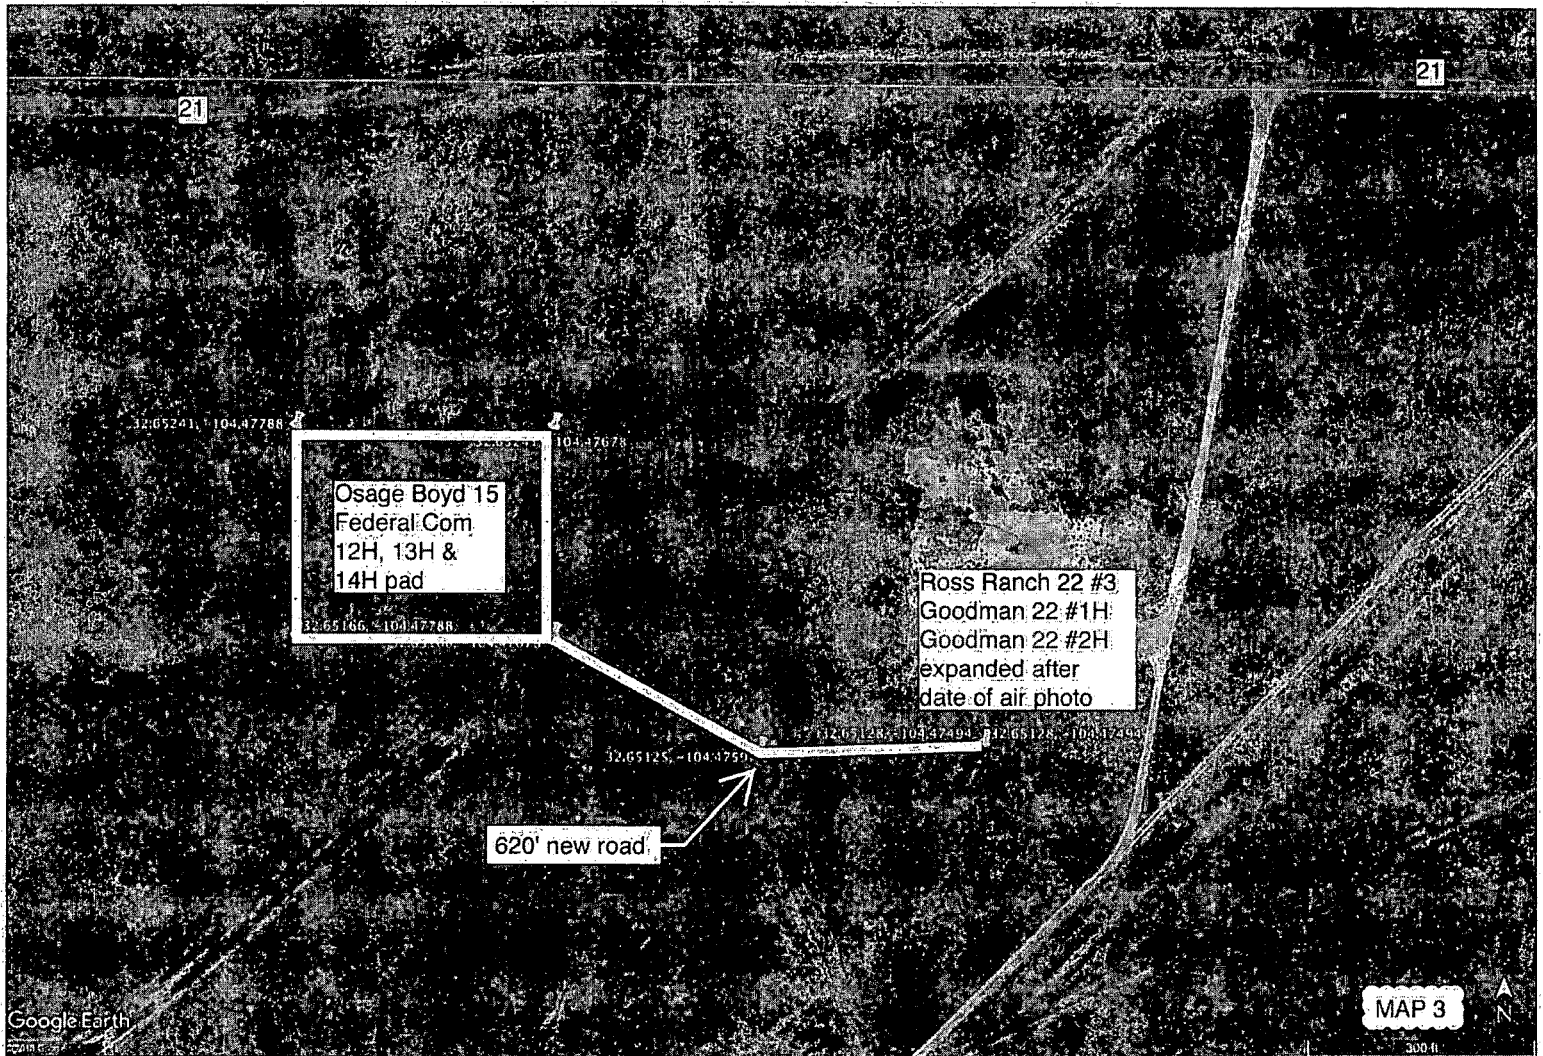 21
21
32.65241, -104.47788
104.47678
Osage Boyd 15
Federal Com
12H, 13H &
14H pad
32.65166, -104.47788
Ross Ranch 22 #3
Goodman 22 #1H
Goodman 22 #2H
expanded after
date of air photo
32.65128, -104.47494
32.65128, -104.47494
32.65125, -104.4759
620' new road
Google Earth
MAP 3
N
300 ft